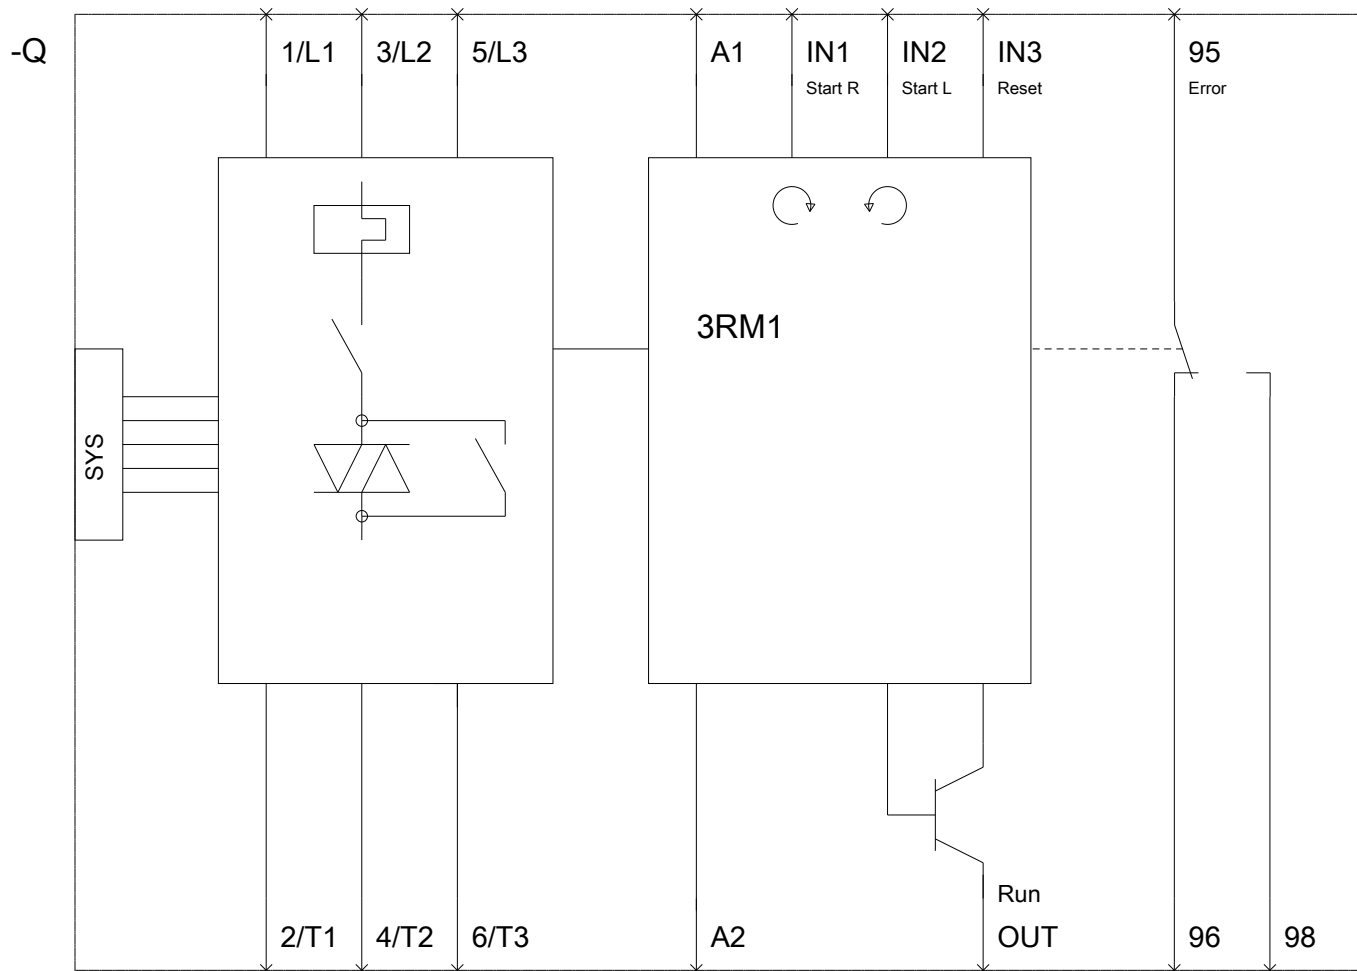 -Q
1/L1 3/L2 5/L3 A1 IN1 IN2 IN3 95
Start R Start L Reset Error
3RM1
SYS
Run
2/T1 4/T2 6/T3 A2 OUT 96 98